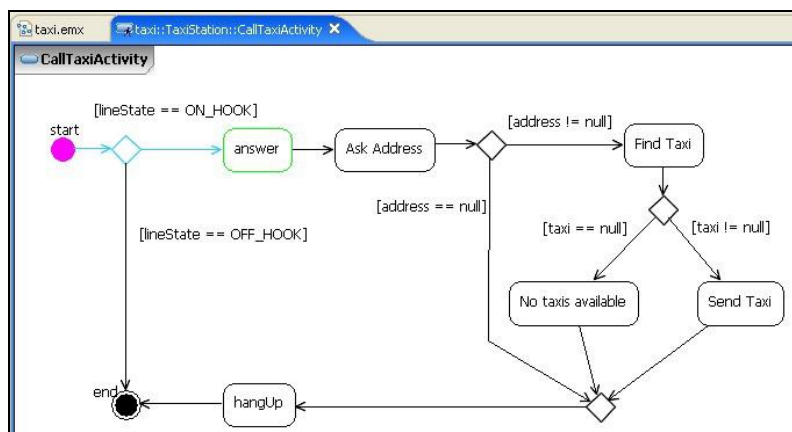 taxi.emx
taxi::TaxiStation::CallTaxiActivity
CallTaxiActivity
[lineState == ON_HOOK]
start
[address != null]
answer
Ask Address
Find Taxi
[address == null]
[lineState == OFF_HOOK]
[taxi == null]
[taxi != null]
No taxis available
Send Taxi
end
hangUp